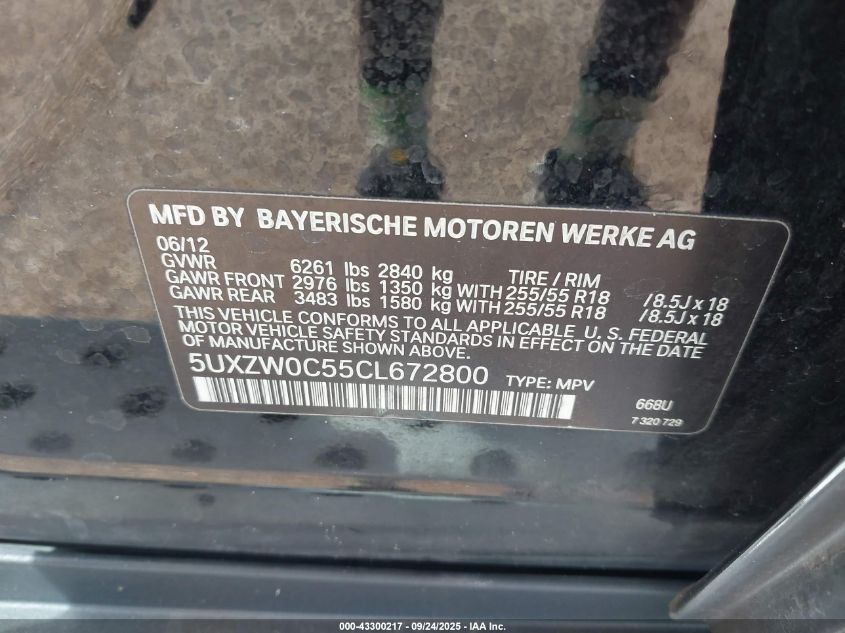 MFD BY BAYERISCHE MOTOREN WERKE AG
06/12
GVWR 6261 lbs 2840 kg TIRE / RIM
GAWR FRONT 2976 lbs 1350 kg WITH 255/55 R18 /8.5J x 18
GAWR REAR 3483 lbs 1580 kg WITH 255/55 R18 /8.5J x 18
THIS VEHICLE CONFORMS TO ALL APPLICABLE U. S. FEDERAL
MOTOR VEHICLE SAFETY STANDARDS IN EFFECT ON THE DATE
OF MANUFACTURE SHOWN ABOVE.
5UXZW0C55CL672800 TYPE: MPV
668U
7 320 729
000-43300217 - 09/24/2025 - IAA Inc.